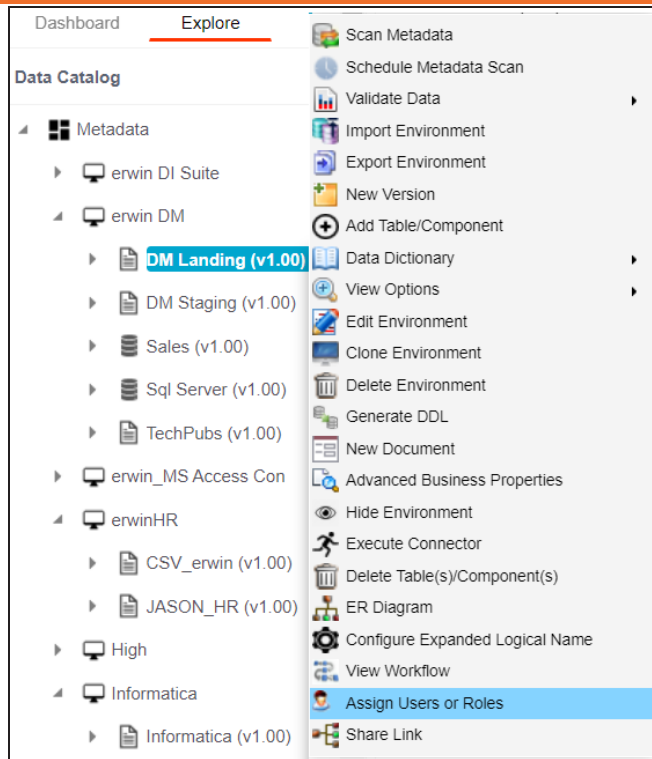 Dashboard
Explore
Data Catalog
Metadata
erwin DI Suite
erwin DM
DM Landing (v1.00)
DM Staging (v1.00)
Sales (v1.00)
Sql Server (v1.00)
TechPubs (v1.00)
erwin_MS Access Con
erwinHR
CSV_erwin (v1.00)
JASON_HR (v1.00)
High
Informatica
Informatica (v1.00)
Scan Metadata
Schedule Metadata Scan
Validate Data
Import Environment
Export Environment
New Version
Add Table/Component
Data Dictionary
View Options
Edit Environment
Clone Environment
Delete Environment
Generate DDL
New Document
Advanced Business Properties
Hide Environment
Execute Connector
Delete Table(s)/Component(s)
ER Diagram
Configure Expanded Logical Name
View Workflow
Assign Users or Roles
Share Link